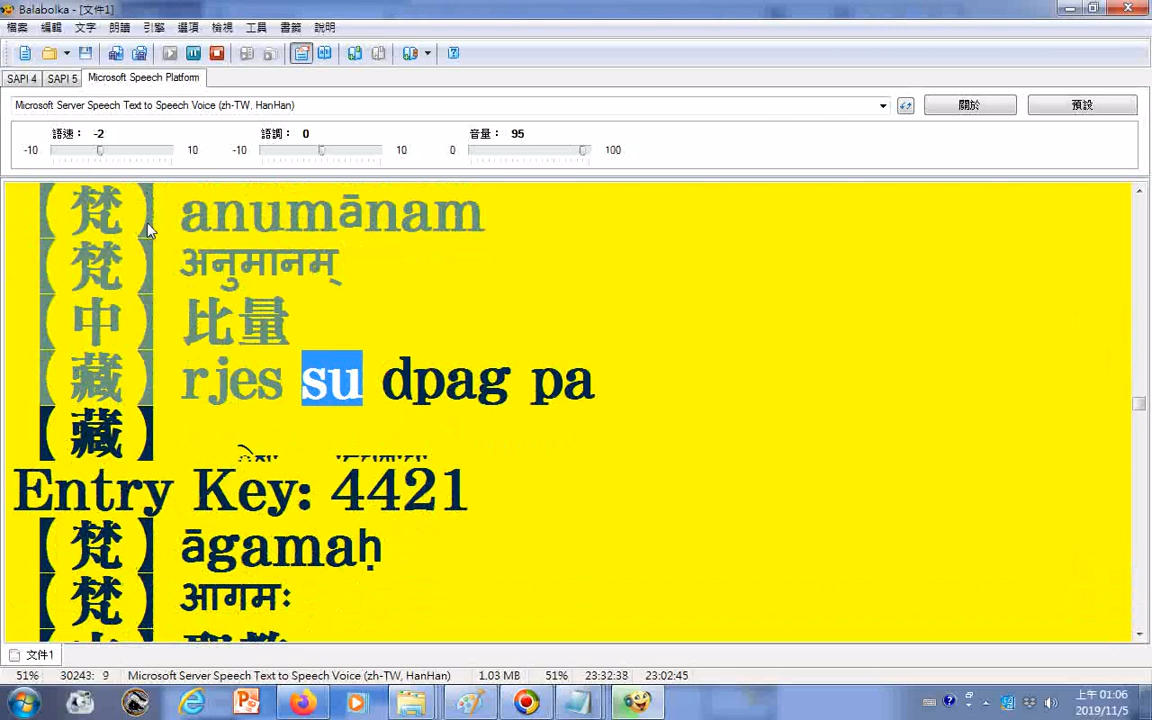 Balabolka - [文件1]
檔案 編輯 文字 朗讀 引擎 選項 檢視 工具 書籤 說明
SAPI 4 SAPI 5 Microsoft Speech Platform
Microsoft Server Speech Text to Speech Voice (zh-TW, HanHan) 關於 預設
語速： -2 語調： 0 音量： 95
-10 10 -10 10 0 100
【梵】 anumānam
【梵】 अनुमानम्
【中】 比量
【藏】 rjes su dpag pa
【藏】
Entry Key: 4421
【梵】 āgamaḥ
【梵】 आगमः
文件1
51% 30243: 9 Microsoft Server Speech Text to Speech Voice (zh-TW, HanHan) 1.03 MB 51% 23:32:38 23:02:45
上午 01:06
2019/11/5